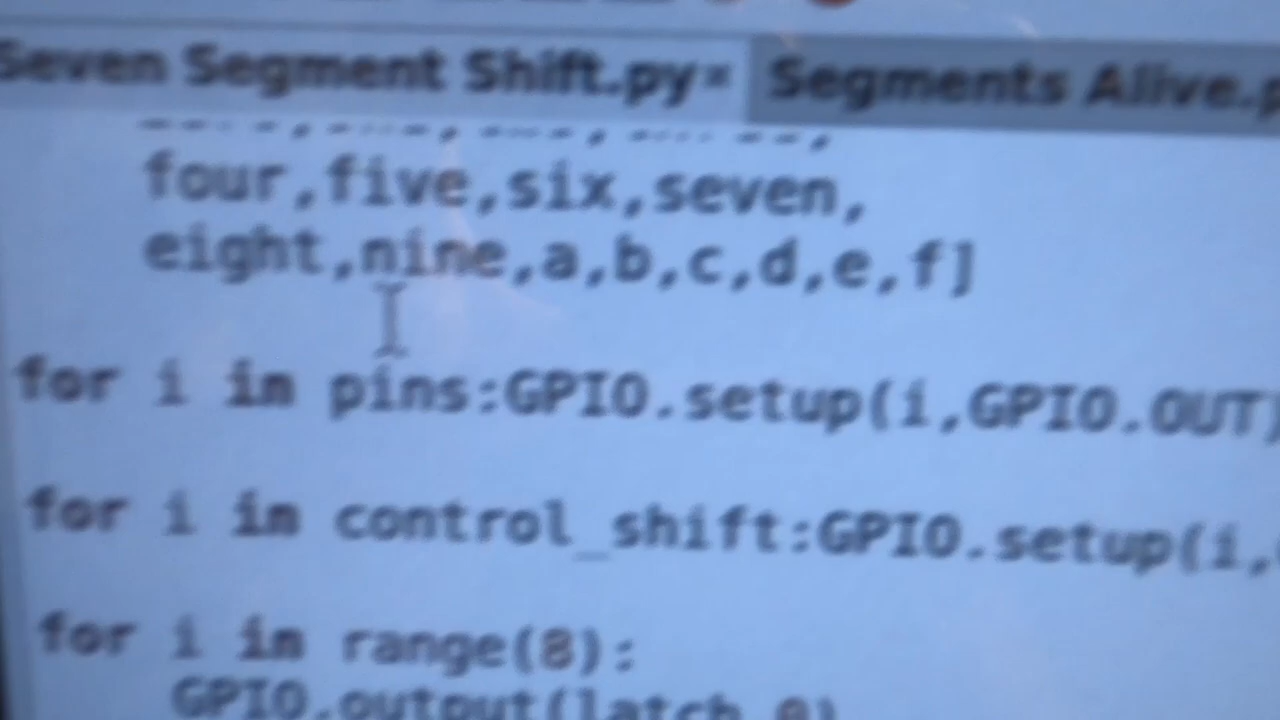 Seven Segment Shift.py× Segments Alive.p
four,five,six,seven,
eight,nine,a,b,c,d,e,f]
for i in pins:GPIO.setup(i,GPIO.OUT)
for i in control_shift:GPIO.setup(i,
for i in range(8):
GPIO.output(latch,0)